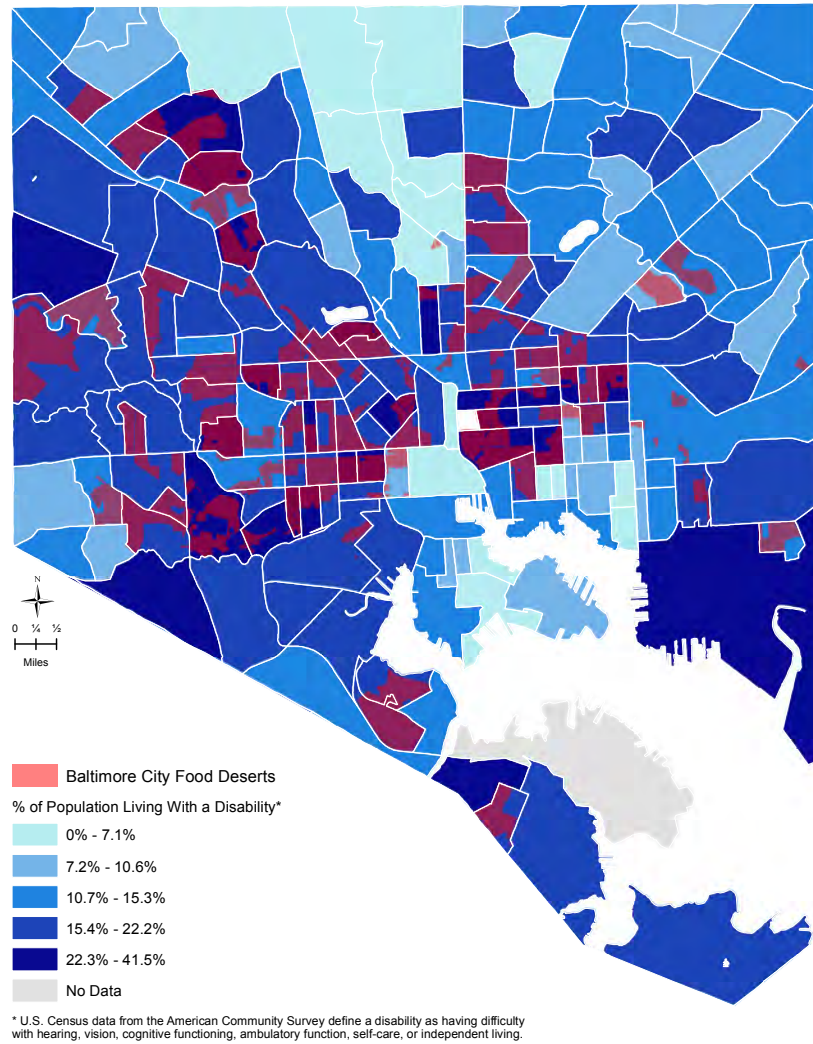 N
0 ¼ ½
Miles
Baltimore City Food Deserts
% of Population Living With a Disability*
0% - 7.1%
7.2% - 10.6%
10.7% - 15.3%
15.4% - 22.2%
22.3% - 41.5%
No Data
* U.S. Census data from the American Community Survey define a disability as having difficulty
with hearing, vision, cognitive functioning, ambulatory function, self-care, or independent living.